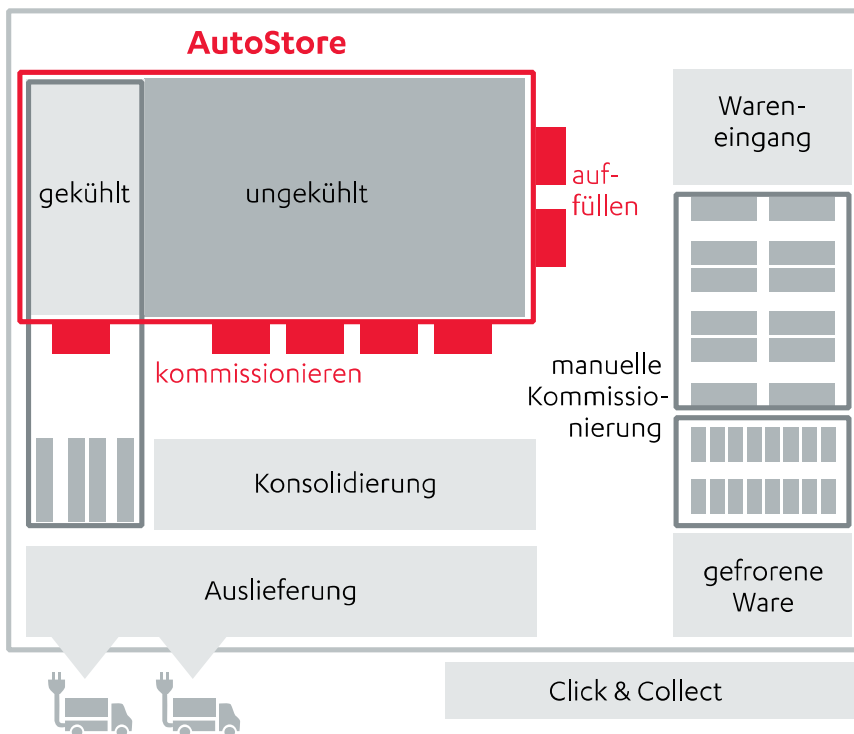 AutoStore
Waren-
eingang
gekühlt
ungekühlt
auf-
füllen
kommissionieren
manuelle
Kommissio-
nierung
Konsolidierung
Auslieferung
gefrorene
Ware
Click & Collect